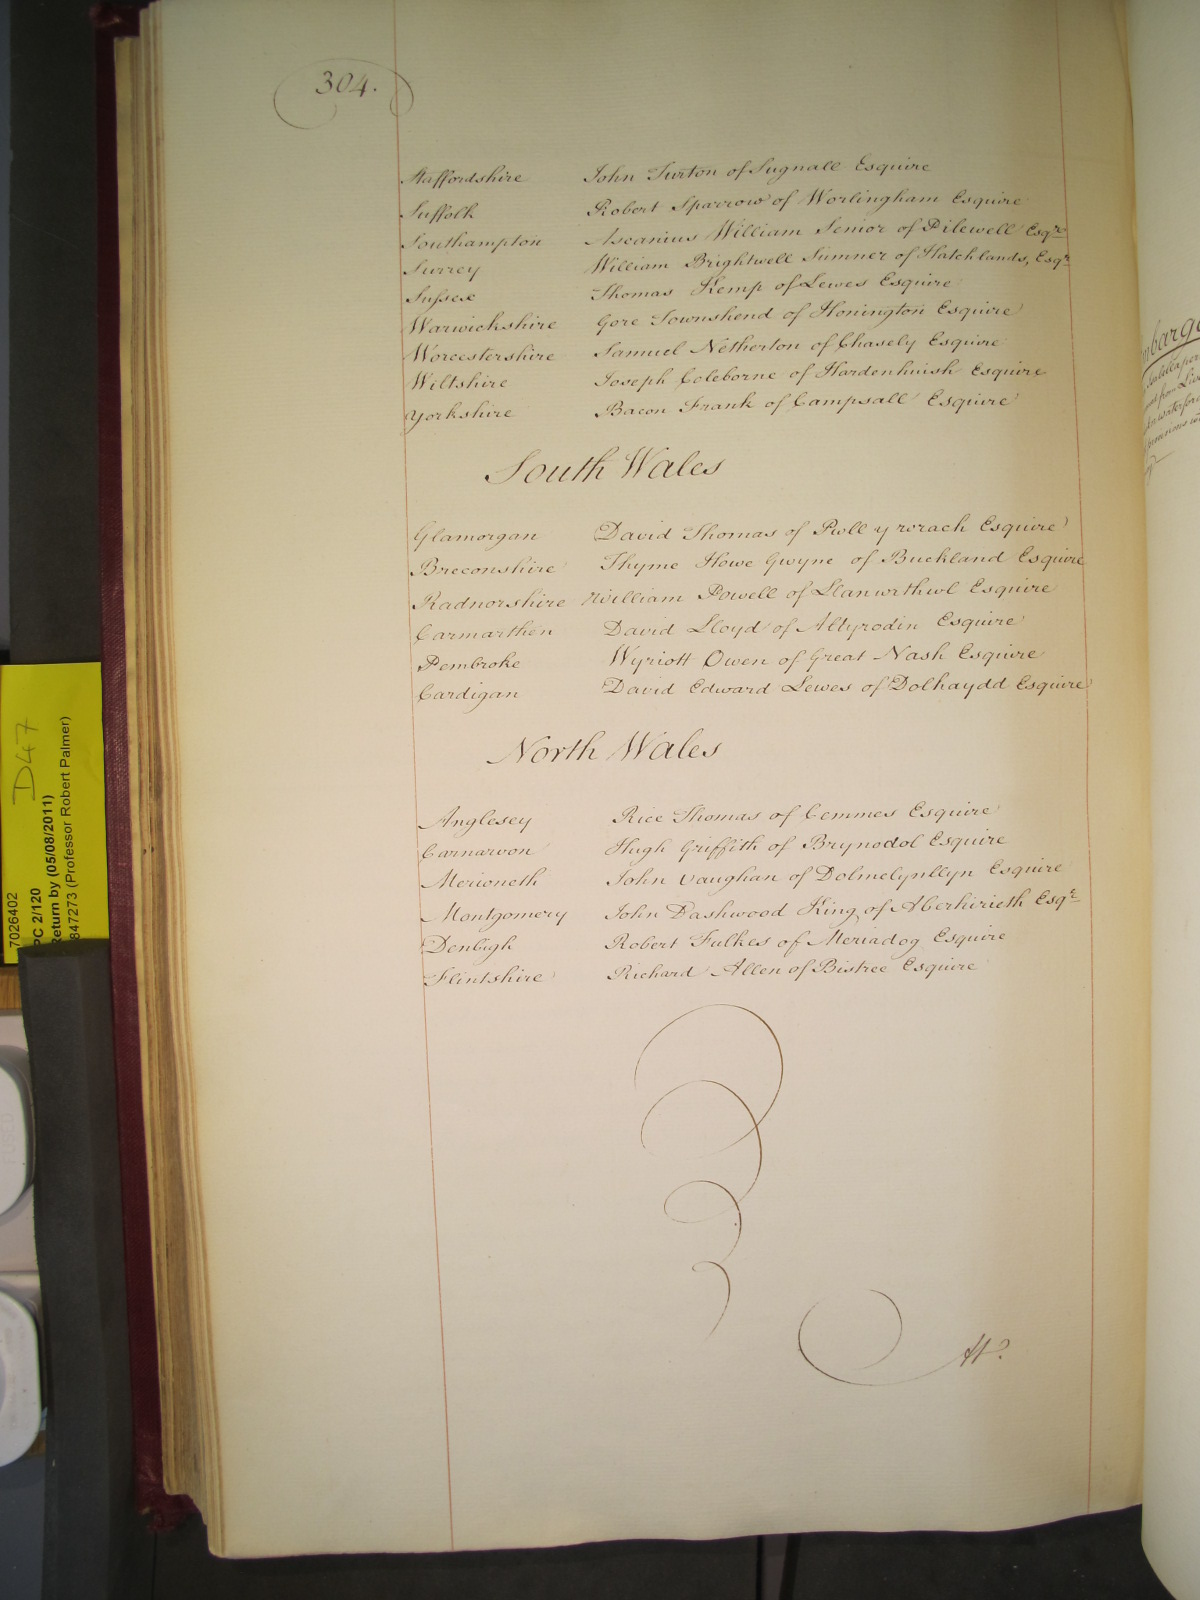 304.
Staffordshire John Turton of Sugnall Esquire
Suffolk Robert Sparrow of Worlingham Esquire
Southampton Ascanius William Senior of Pilewell Esqr
Surrey William Brightwell Sumner of Hatchlands, Esqr
Sussex Thomas Kemp of Lewes Esquire
Warwickshire Gore Townshend of Honington Esquire
Worcestershire Samuel Netherton of Chasely Esquire
Wiltshire Joseph Coleborne of Hardenhuish Esquire
Yorkshire Bacon Frank of Campsall Esquire
South Wales
Glamorgan David Thomas of Pwll y wrach Esquire
Breconshire Thyme Howe Gwyne of Buckland Esquire
Radnorshire William Powell of Llanwrthwl Esquire
Carmarthen David Lloyd of Altyrodin Esquire
Pembroke Wyriott Owen of Great Nash Esquire
Cardigan David Edward Lewes of Dolhaydd Esquire
North Wales
Anglesey Rice Thomas of Cemmes Esquire
Carnarvon Hugh Griffith of Brynodol Esquire
Merioneth John Vaughan of Dolmelynllyn Esquire
Montgomery John Dashwood King of Aberhirieth Esqr
Denbigh Robert Fulkes of Meriadog Esquire
Flintshire Richard Allen of Bistree Esquire
At
7026402 D47
PC 2/120
Return by (05/08/2011)
847273 (Professor Robert Palmer)